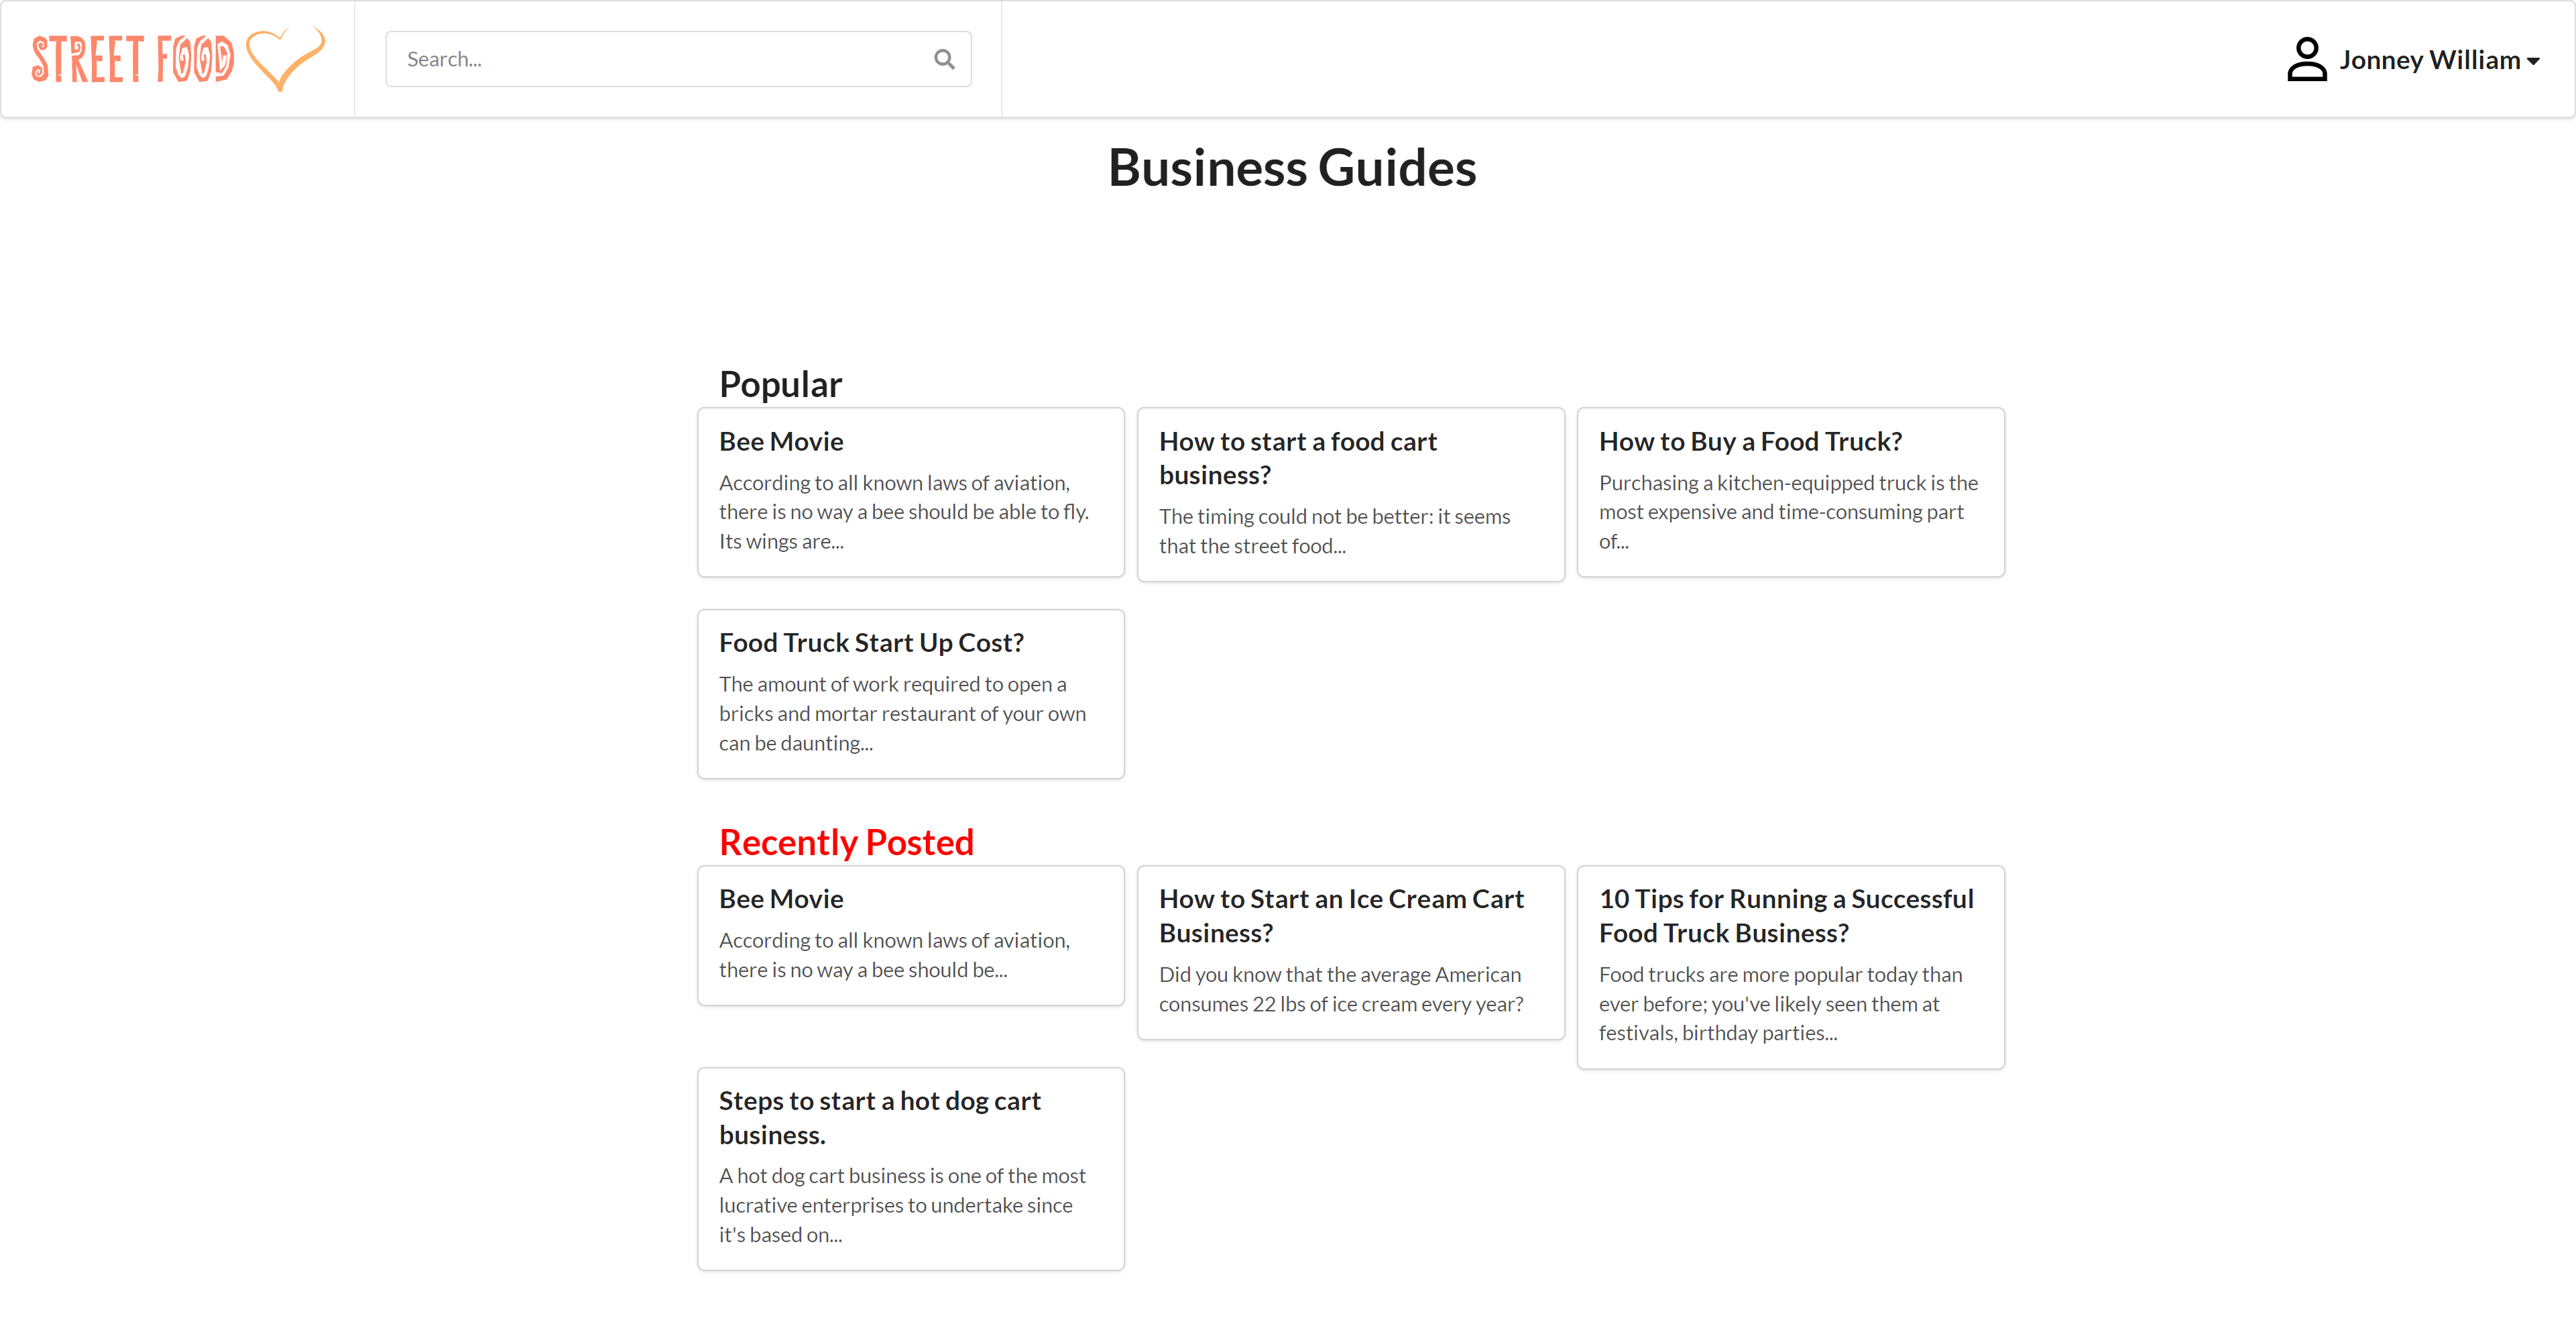 STREET FOOD
Search...
Jonney William
Business Guides
Popular
Bee Movie
According to all known laws of aviation,
there is no way a bee should be able to fly.
Its wings are...
How to start a food cart
business?
The timing could not be better: it seems
that the street food...
How to Buy a Food Truck?
Purchasing a kitchen-equipped truck is the
most expensive and time-consuming part
of...
Food Truck Start Up Cost?
The amount of work required to open a
bricks and mortar restaurant of your own
can be daunting...
Recently Posted
Bee Movie
According to all known laws of aviation,
there is no way a bee should be...
How to Start an Ice Cream Cart
Business?
Did you know that the average American
consumes 22 lbs of ice cream every year?
10 Tips for Running a Successful
Food Truck Business?
Food trucks are more popular today than
ever before; you've likely seen them at
festivals, birthday parties...
Steps to start a hot dog cart
business.
A hot dog cart business is one of the most
lucrative enterprises to undertake since
it's based on...